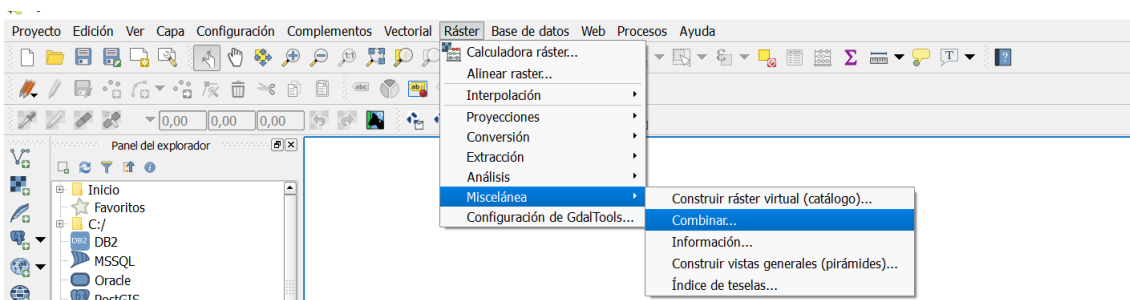 Proyecto Edición Ver Capa Configuración Complementos Vectorial Ráster Base de datos Web Procesos Ayuda
Calculadora ráster...
Alinear raster...
Interpolación
Proyecciones
Conversión
Extracción
Análisis
Miscelánea
Configuración de GdalTools...
Construir ráster virtual (catálogo)...
Combinar...
Información...
Construir vistas generales (pirámides)...
Índice de teselas...
abc
0,00 0,00 0,00
Panel del explorador
Inicio
Favoritos
C:/
DB2 DB2
MSSQL
Oracle
PostGIS